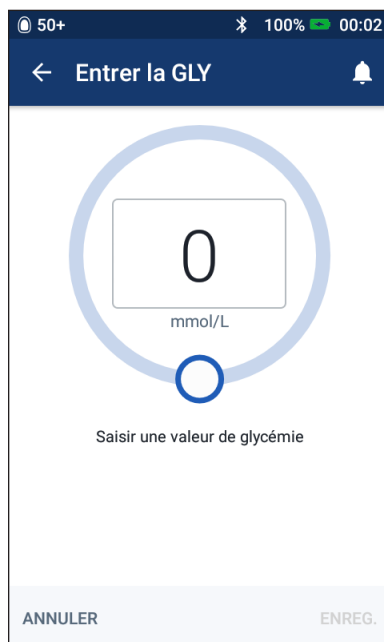 50+ 100% 00:02
Entrer la GLY
0
mmol/L
Saisir une valeur de glycémie
ANNULER ENREG.